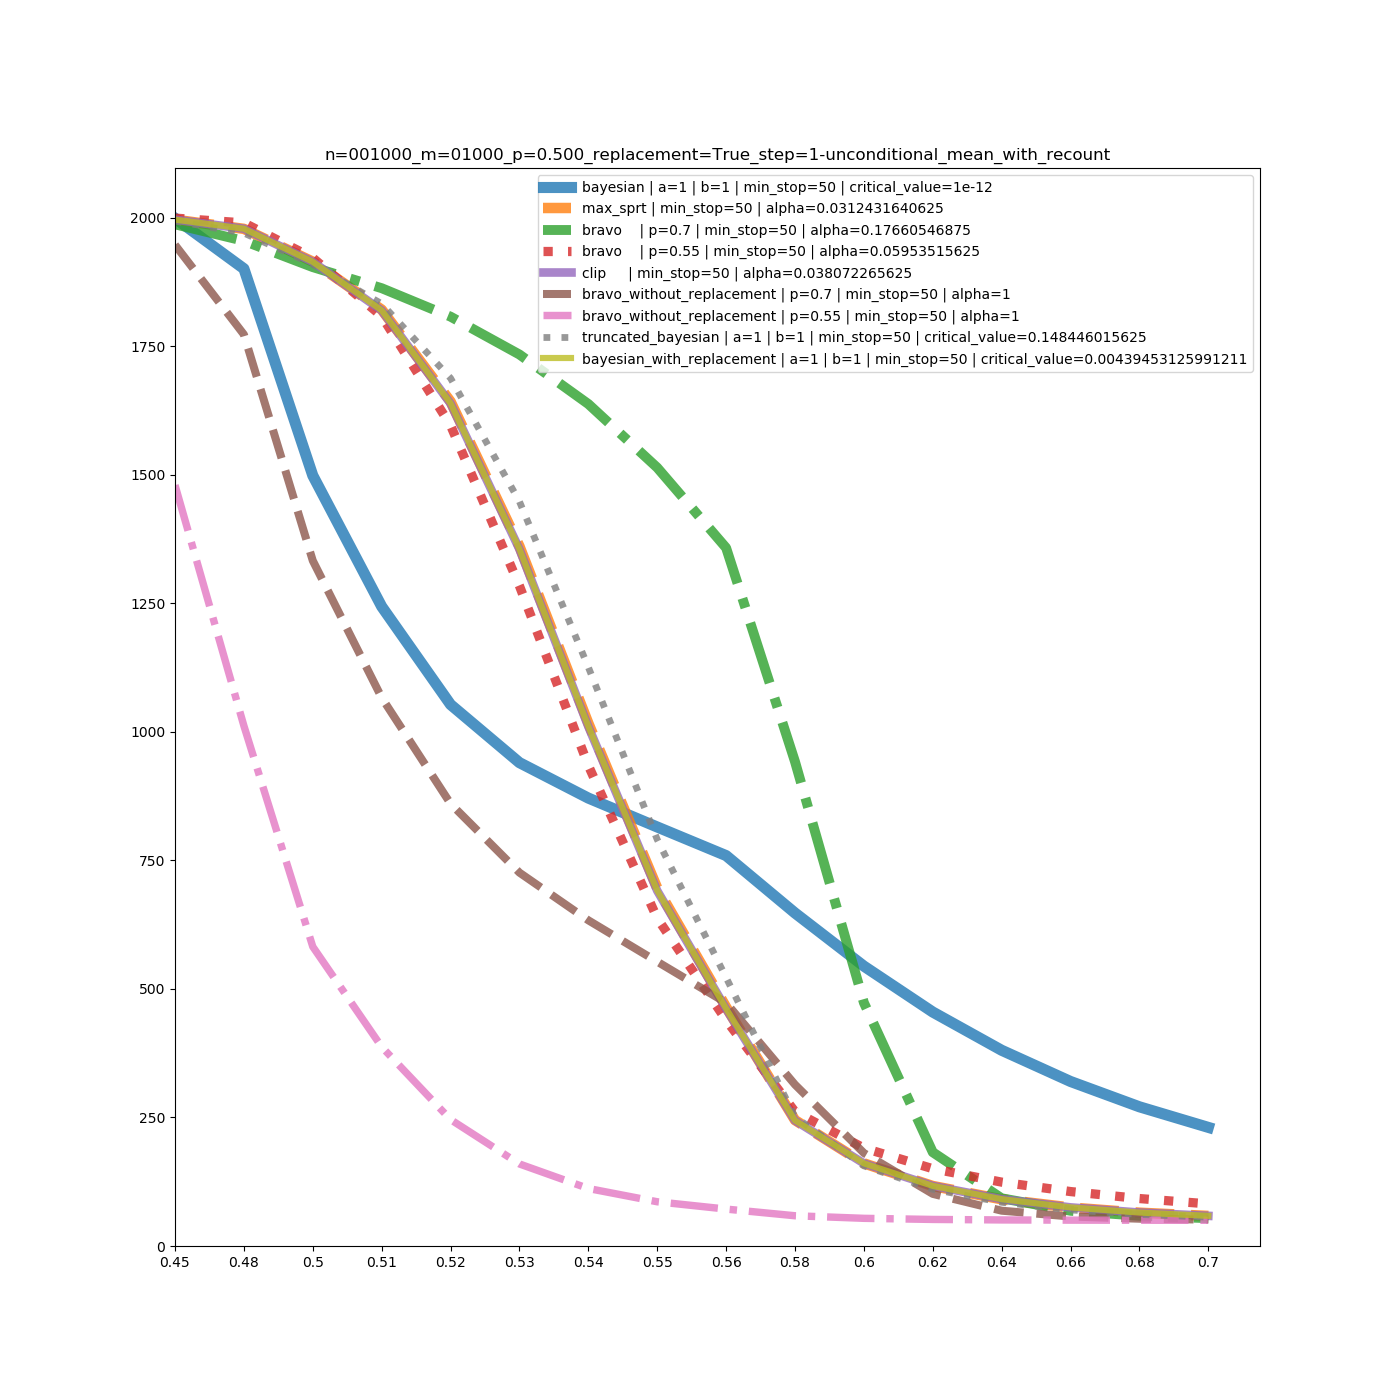 n=001000_m=01000_p=0.500_replacement=True_step=1-unconditional_mean_with_recount
bayesian | a=1 | b=1 | min_stop=50 | critical_value=1e-12
max_sprt | min_stop=50 | alpha=0.0312431640625
bravo    | p=0.7 | min_stop=50 | alpha=0.17660546875
bravo    | p=0.55 | min_stop=50 | alpha=0.05953515625
clip     | min_stop=50 | alpha=0.038072265625
bravo_without_replacement | p=0.7 | min_stop=50 | alpha=1
bravo_without_replacement | p=0.55 | min_stop=50 | alpha=1
truncated_bayesian | a=1 | b=1 | min_stop=50 | critical_value=0.148446015625
bayesian_with_replacement | a=1 | b=1 | min_stop=50 | critical_value=0.00439453125991211
2000
1750
1500
1250
1000
750
500
250
0
0.45 0.48 0.5 0.51 0.52 0.53 0.54 0.55 0.56 0.58 0.6 0.62 0.64 0.66 0.68 0.7